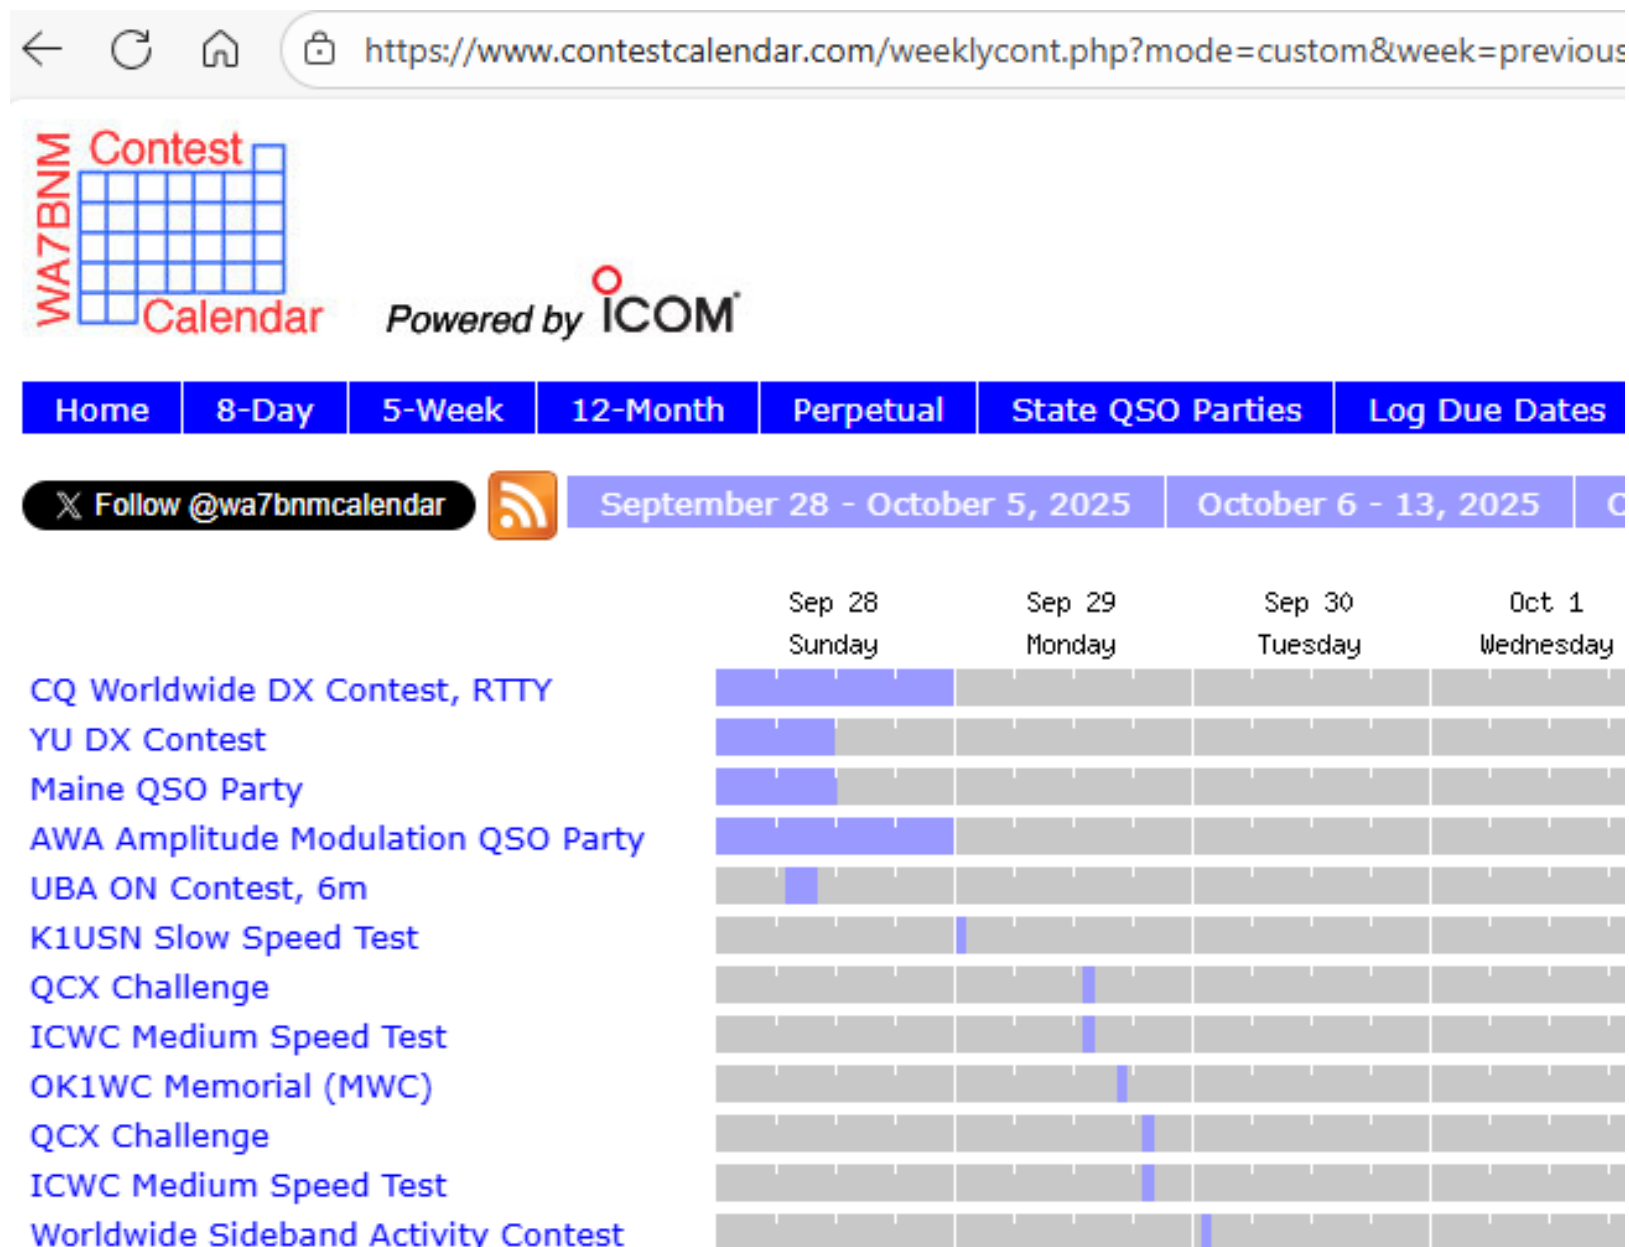 https://www.contestcalendar.com/weeklycont.php?mode=custom&week=previous
WA7BNM
Contest
Calendar
Powered by ICOM
Home 8-Day 5-Week 12-Month Perpetual State QSO Parties Log Due Dates
X Follow @wa7bnmcalendar September 28 - October 5, 2025 October 6 - 13, 2025
Sep 28 Sep 29 Sep 30 Oct 1
Sunday Monday Tuesday Wednesday
CQ Worldwide DX Contest, RTTY
YU DX Contest
Maine QSO Party
AWA Amplitude Modulation QSO Party
UBA ON Contest, 6m
K1USN Slow Speed Test
QCX Challenge
ICWC Medium Speed Test
OK1WC Memorial (MWC)
QCX Challenge
ICWC Medium Speed Test
Worldwide Sideband Activity Contest